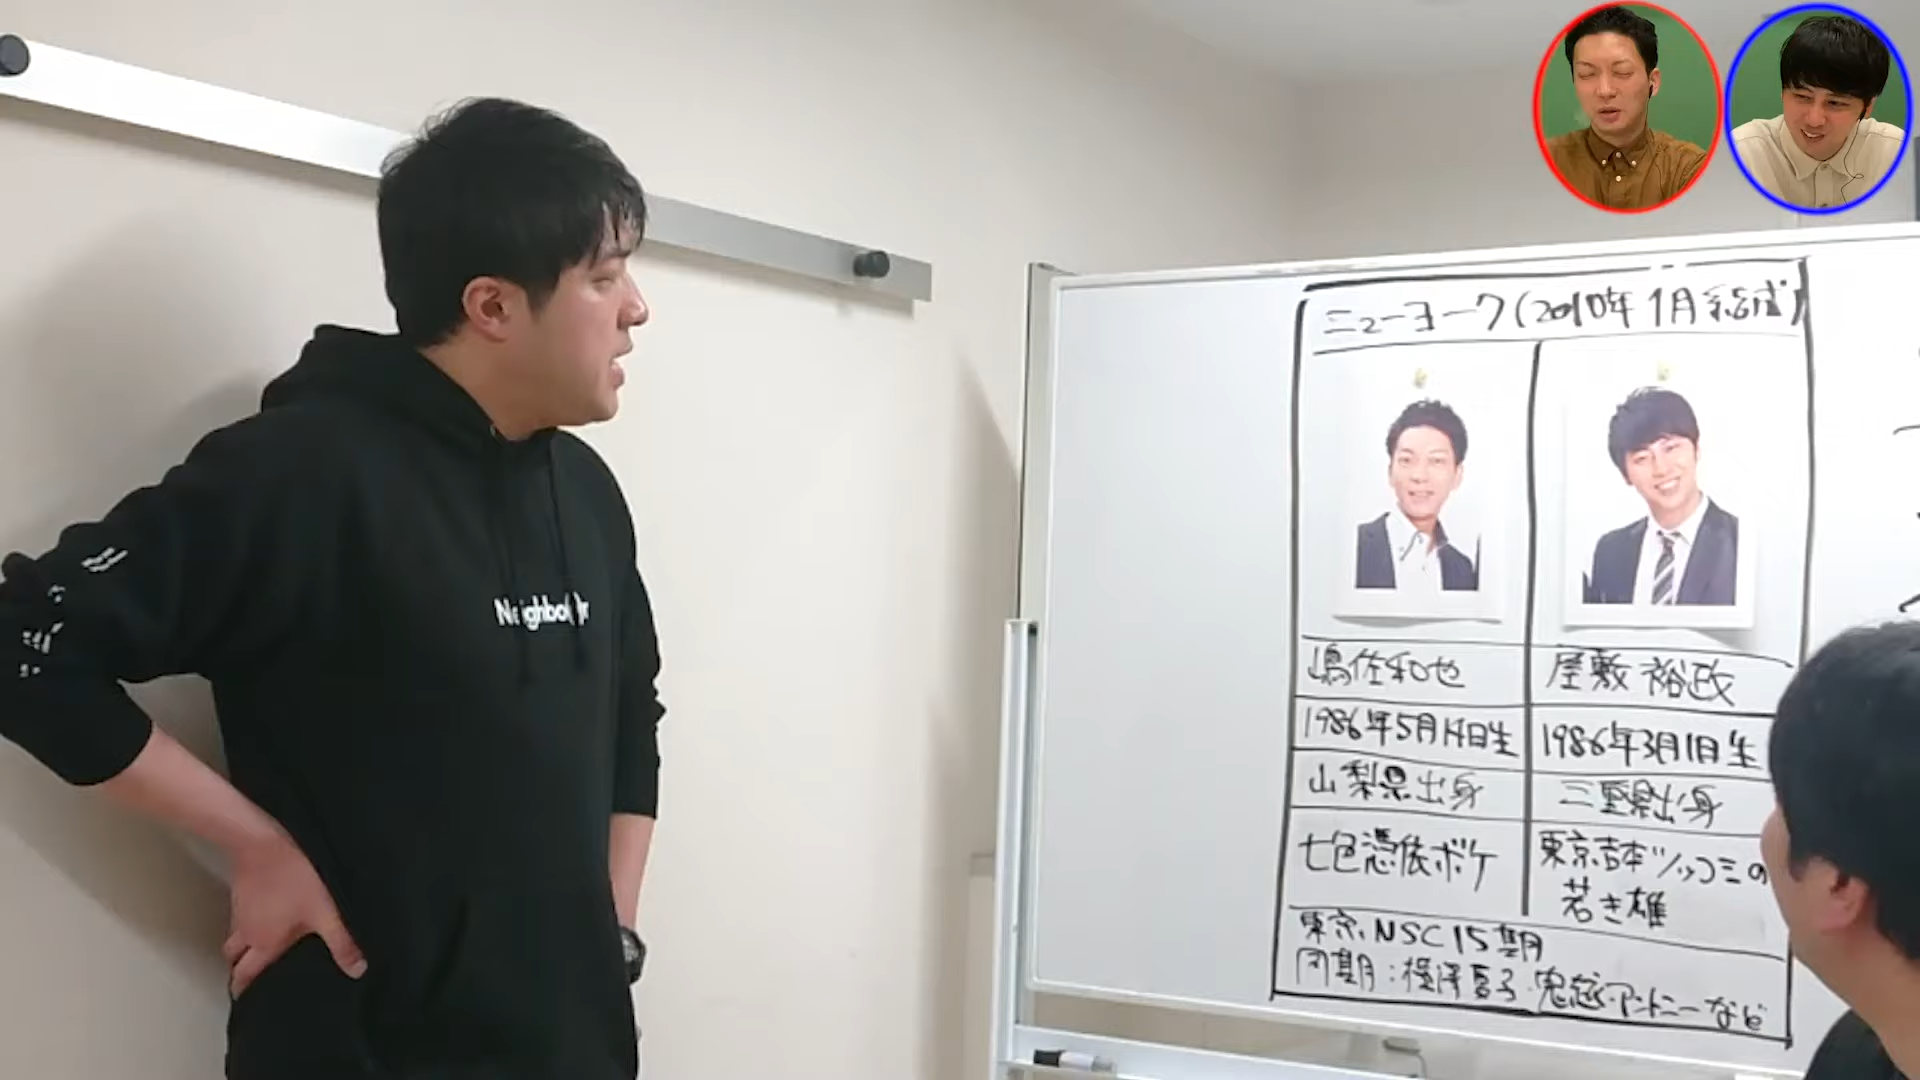 Neighbo( )r
ニューヨーク(2010年1月結成)
嶋佐和也
屋敷裕政
1986年5月14日生
1986年3月1日生
山梨県出身
三重県出身
七色憑依ボケ
東京吉本ツッコミの
若き雄
東京NSC15期
同期:横澤夏子・鬼越・アントニーなど